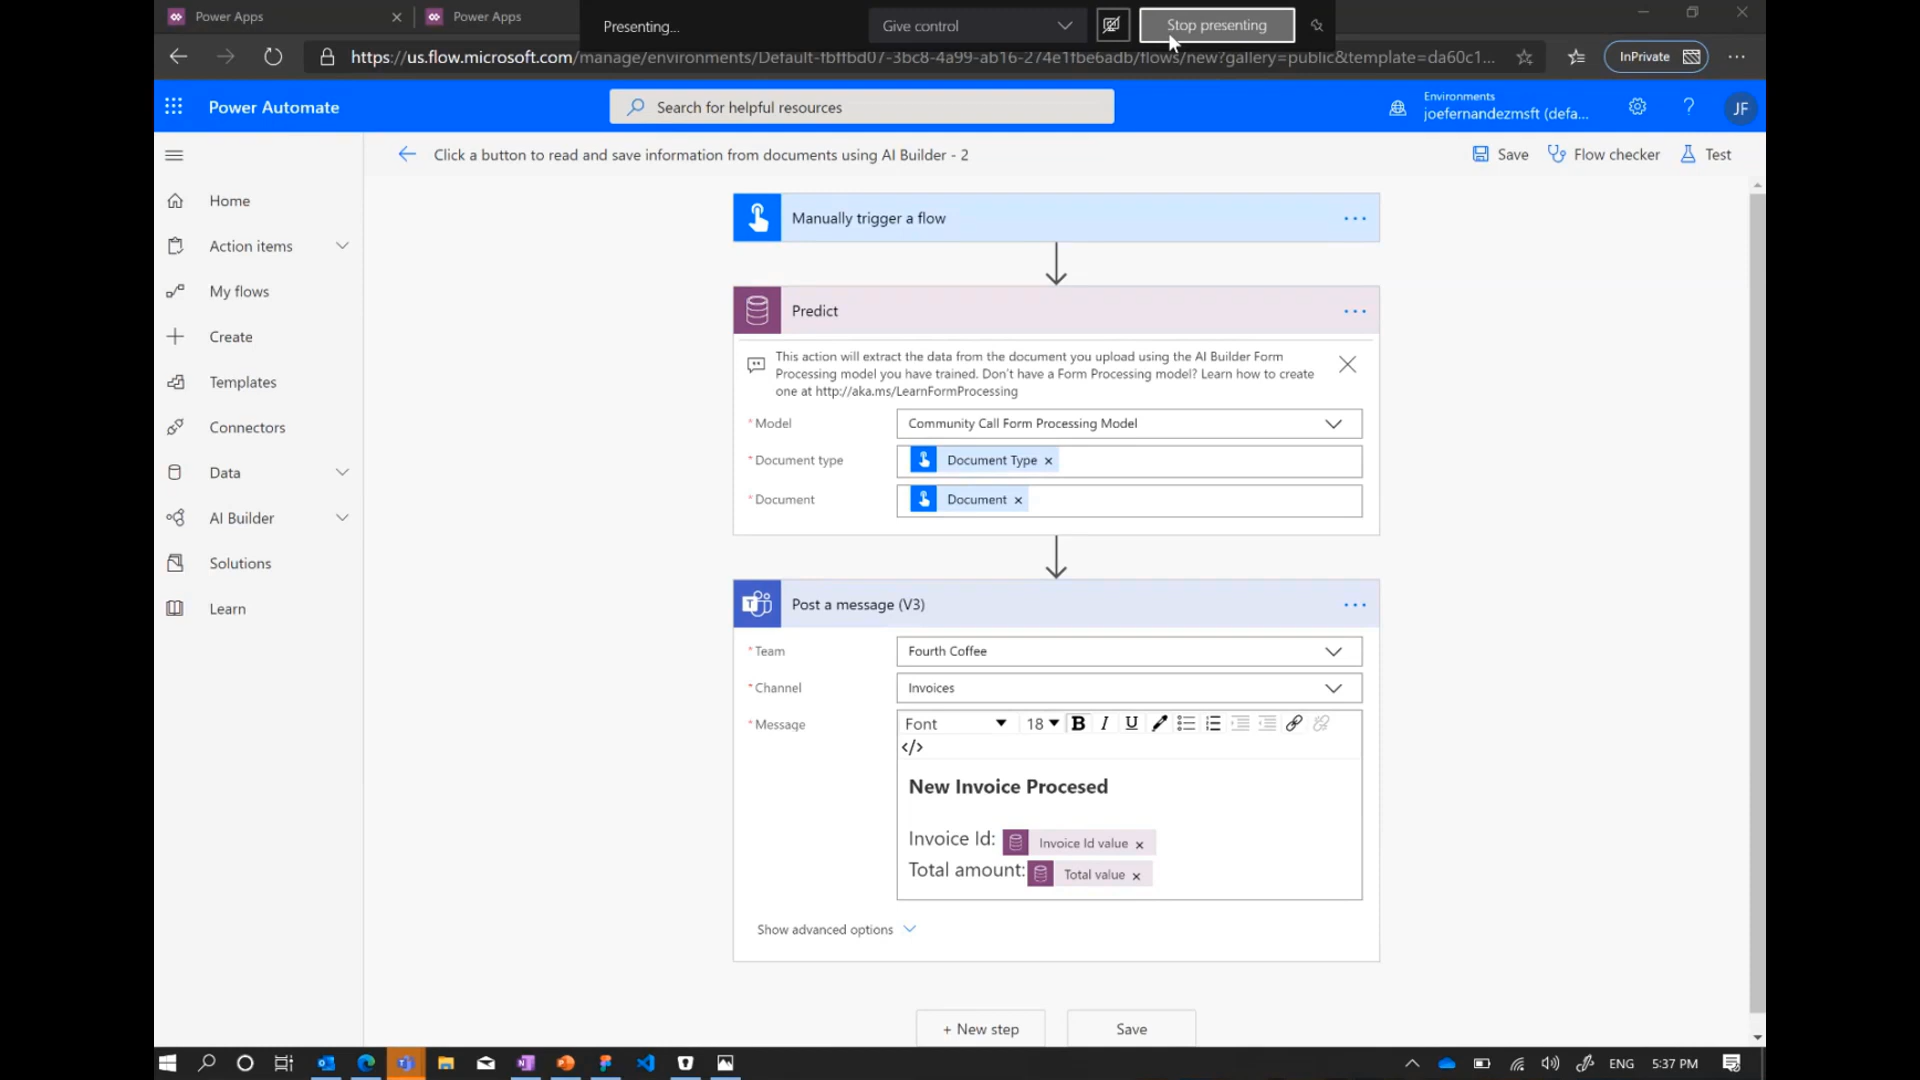 Power Apps
Power Apps
Presenting...
Give control
Stop presenting
https://us.flow.microsoft.com/manage/environments/Default-fbffbd07-3bc8-4a99-ab16-274e1fbe6adb/flows/new?gallery=public&template=da60c1...
InPrivate
Power Automate
Search for helpful resources
Environments
joefernandezmsft (defa...
?
JF
Click a button to read and save information from documents using AI Builder - 2
Save
Flow checker
Test
Home
Action items
My flows
Create
Templates
Connectors
Data
AI Builder
Solutions
Learn
Manually trigger a flow
Predict
This action will extract the data from the document you upload using the AI Builder Form
Processing model you have trained. Don't have a Form Processing model? Learn how to create
one at http://aka.ms/LearnFormProcessing
* Model
Community Call Form Processing Model
* Document type
Document Type ×
* Document
Document ×
Post a message (V3)
* Team
Fourth Coffee
* Channel
Invoices
* Message
Font
18
B I U
</>
New Invoice Procesed
Invoice Id: Invoice Id value ×
Total amount: Total value ×
Show advanced options
+ New step
Save
ENG
5:37 PM